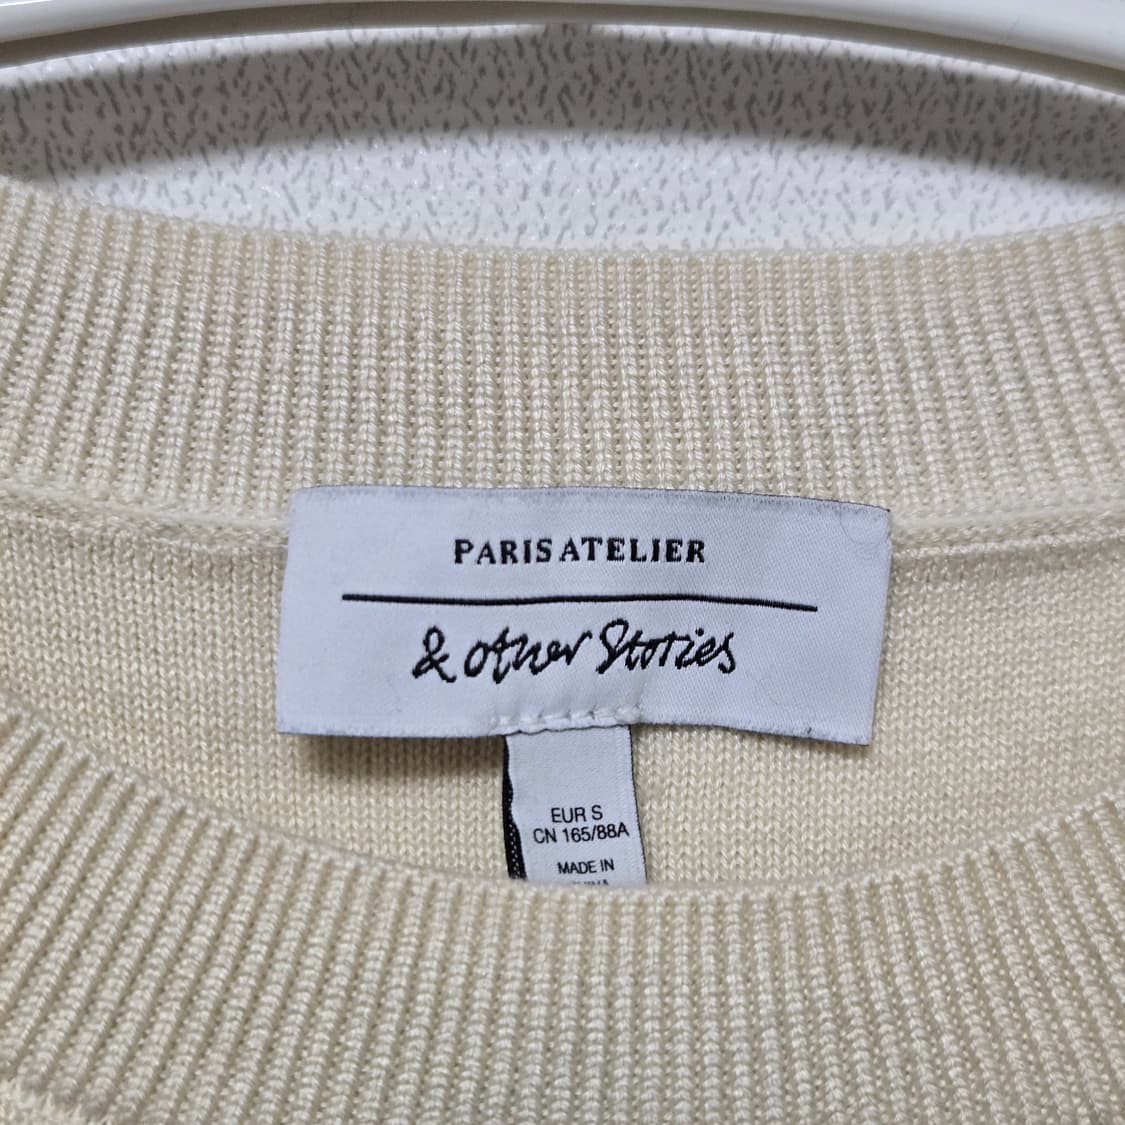 PARIS ATELIER
& other Stories
EUR S
CN 165/88A
MADE IN